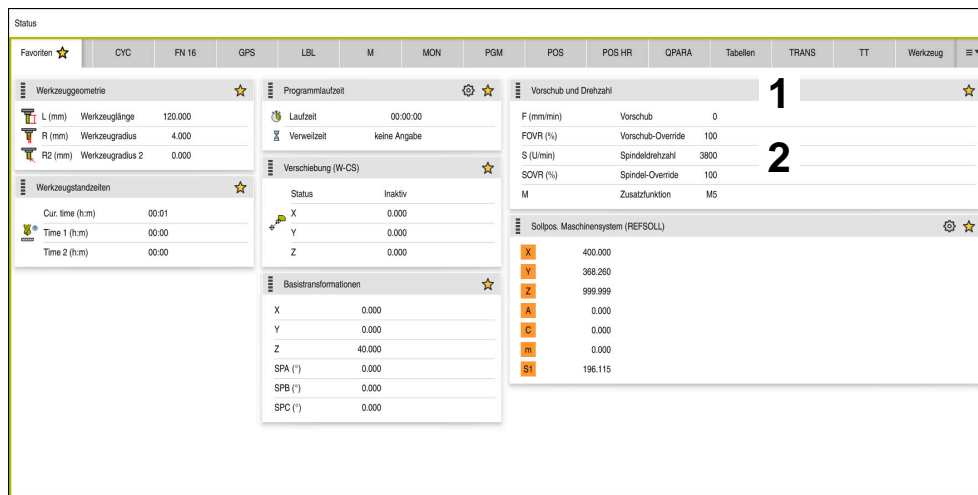 Status
Favoriten CYC FN 16 GPS LBL M MON PGM POS POS HR QPARA Tabellen TRANS TT Werkzeug
Werkzeuggeometrie
L (mm) Werkzeuglänge 120.000
R (mm) Werkzeugradius 4.000
R2 (mm) Werkzeugradius 2 0.000
Werkzeugstandzeiten
Cur. time (h:m) 00:01
Time 1 (h:m) 00:00
Time 2 (h:m) 00:00
Programmlaufzeit
Laufzeit 00:00:00
Verweilzeit keine Angabe
Verschiebung (W-CS)
Status Inaktiv
X 0.000
Y 0.000
Z 0.000
Basistransformationen
X 0.000
Y 0.000
Z 40.000
SPA (°) 0.000
SPB (°) 0.000
SPC (°) 0.000
Vorschub und Drehzahl 1
F (mm/min) Vorschub 0
FOVR (%) Vorschub-Override 100
S (U/min) Spindeldrehzahl 3800 2
SOVR (%) Spindel-Override 100
M Zusatzfunktion M5
Sollpos. Maschinensystem (REFSOLL)
X 400.000
Y 368.260
Z 999.999
A 0.000
C 0.000
m 0.000
S1 196.115